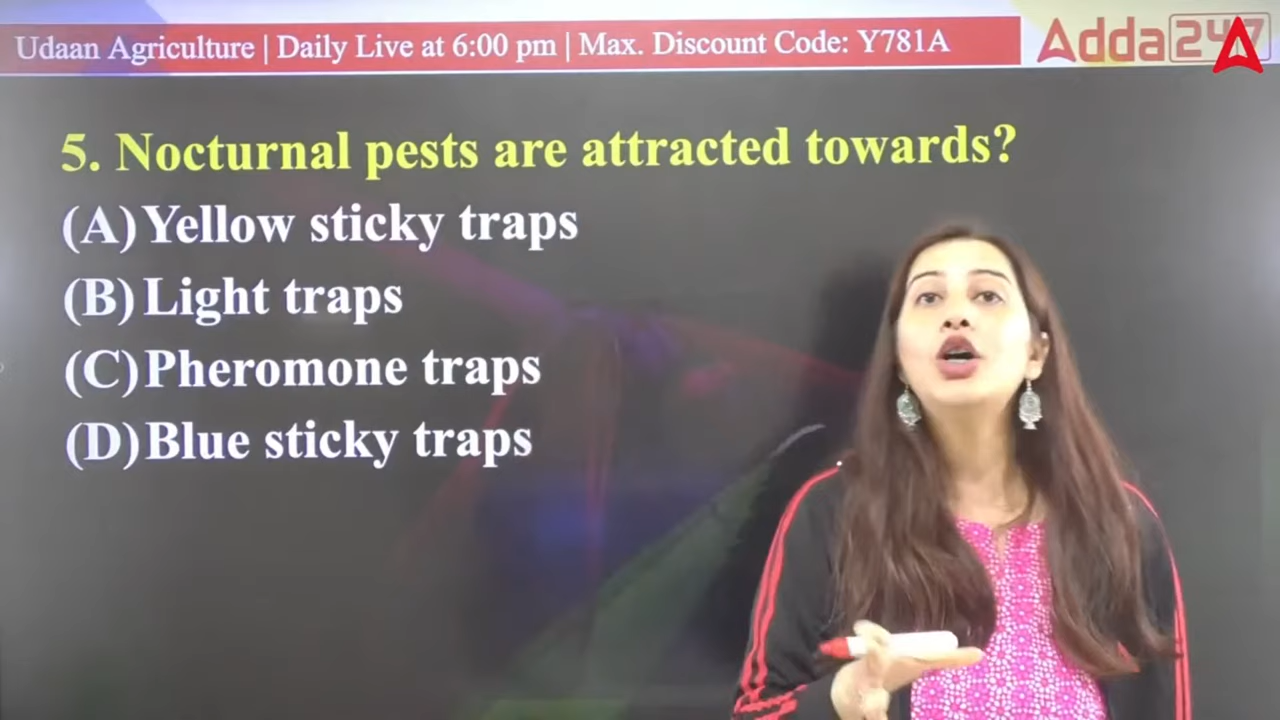 Udaan Agriculture | Daily Live at 6:00 pm | Max. Discount Code: Y781A
Adda247
5. Nocturnal pests are attracted towards?
(A) Yellow sticky traps
(B) Light traps
(C) Pheromone traps
(D) Blue sticky traps